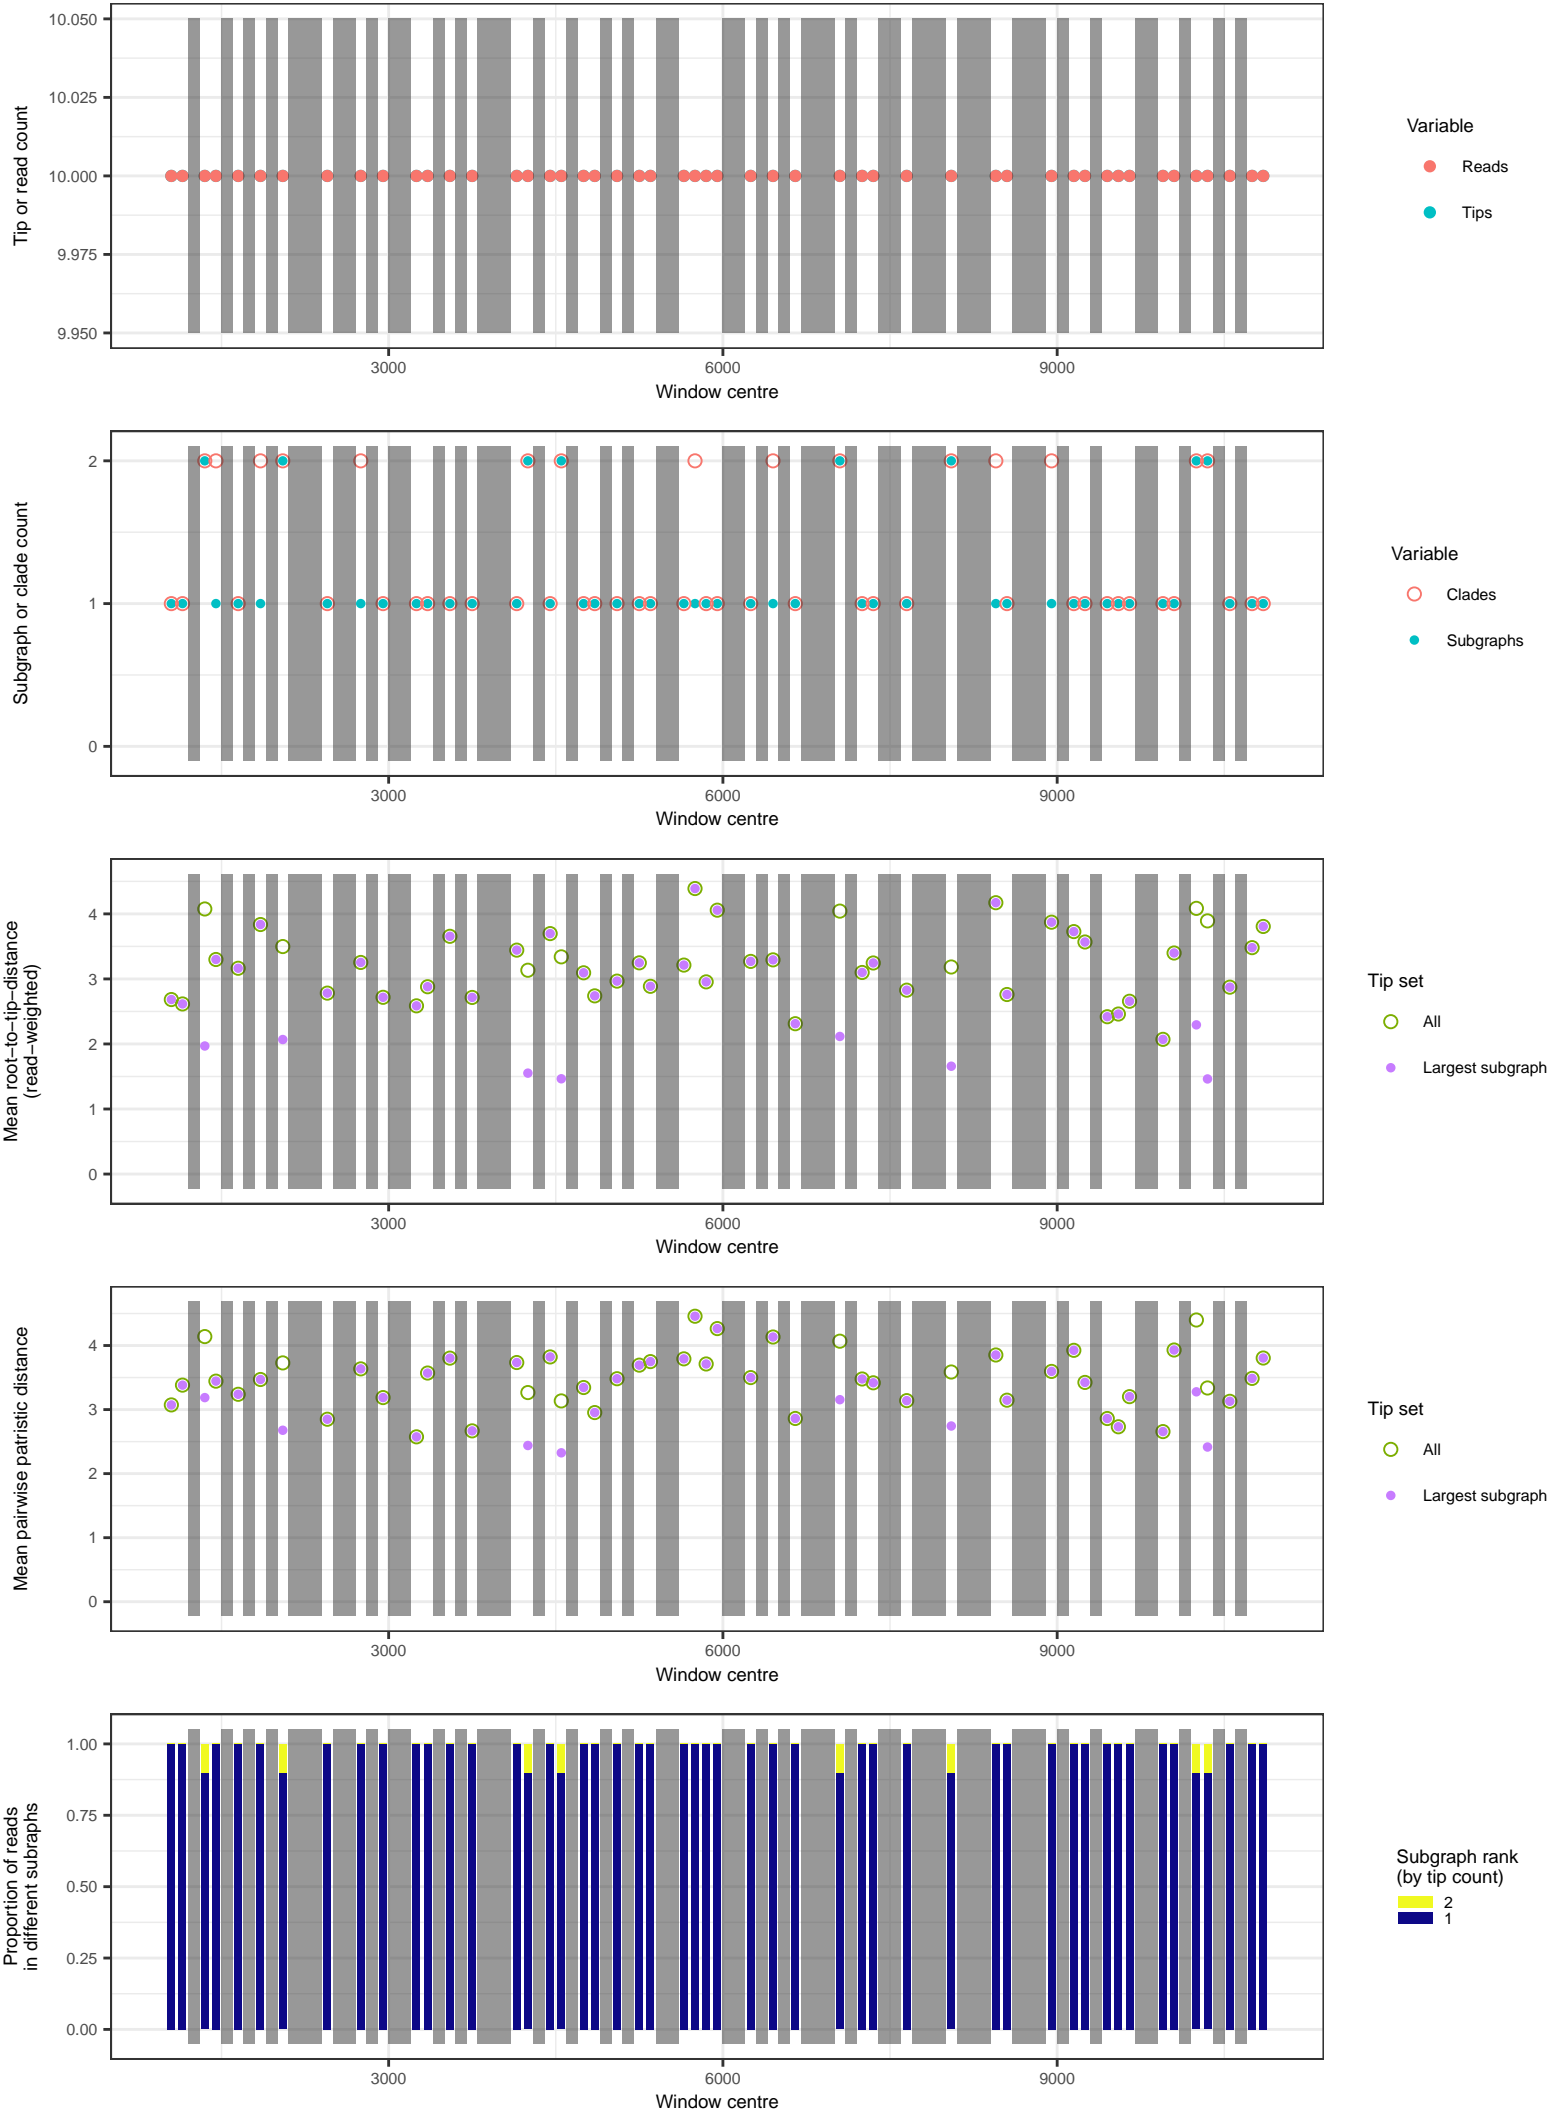 10.050
10.025
10.000
9.975
9.950
Tip or read count
3000 6000 9000
Window centre
Variable
Reads
Tips
2
1
0
Subgraph or clade count
3000 6000 9000
Window centre
Variable
Clades
Subgraphs
4
3
2
1
0
Mean root−to−tip−distance
(read−weighted)
3000 6000 9000
Window centre
Tip set
All
Largest subgraph
4
3
2
1
0
Mean pairwise patristic distance
3000 6000 9000
Window centre
Tip set
All
Largest subgraph
1.00
0.75
0.50
0.25
0.00
Proportion of reads
in different subraphs
3000 6000 9000
Window centre
Subgraph rank
(by tip count)
2
1